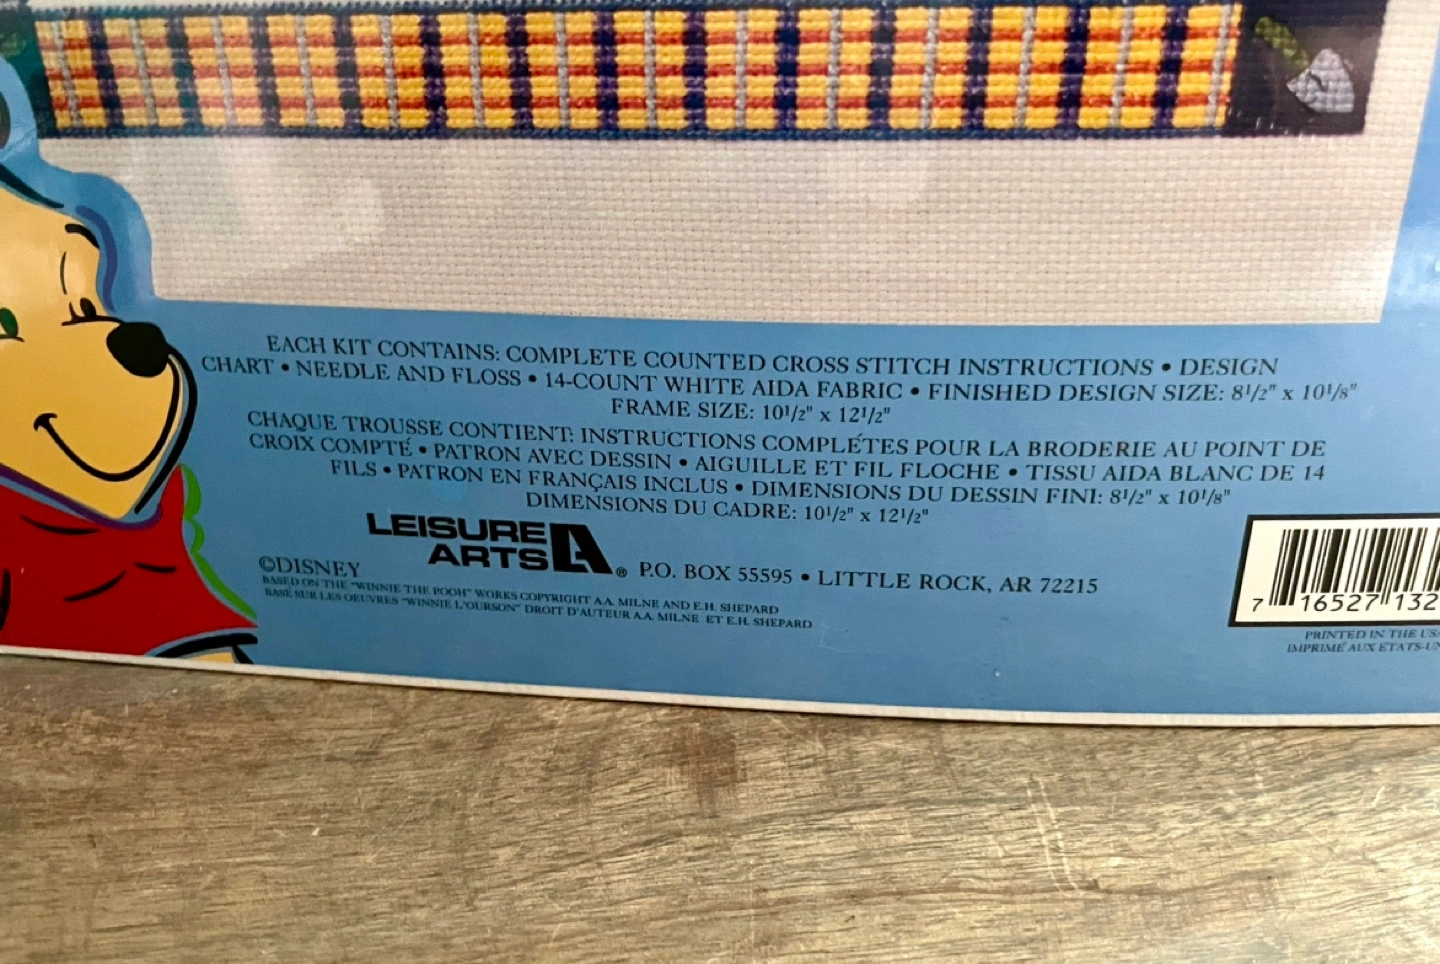 EACH KIT CONTAINS: COMPLETE COUNTED CROSS STITCH INSTRUCTIONS • DESIGN
CHART • NEEDLE AND FLOSS • 14-COUNT WHITE AIDA FABRIC • FINISHED DESIGN SIZE: 8½" x 10⅛"
FRAME SIZE: 10½" x 12½"
CHAQUE TROUSSE CONTIENT: INSTRUCTIONS COMPLÉTES POUR LA BRODERIE AU POINT DE
CROIX COMPTÉ • PATRON AVEC DESSIN • AIGUILLE ET FIL FLOCHE • TISSU AIDA BLANC DE 14
FILS • PATRON EN FRANÇAIS INCLUS • DIMENSIONS DU DESSIN FINI: 8½" x 10⅛"
DIMENSIONS DU CADRE: 10½" x 12½"
LEISURE
ARTS ® P.O. BOX 55595 • LITTLE ROCK, AR 72215
©DISNEY
BASED ON THE "WINNIE THE POOH" WORKS COPYRIGHT A.A. MILNE AND E.H. SHEPARD
BASÉ SUR LES OEUVRES "WINNIE L'OURSON" DROIT D'AUTEUR A.A. MILNE ET E.H. SHEPARD
7 16527 132
PRINTED IN THE USA
IMPRIMÉ AUX ETATS-UN